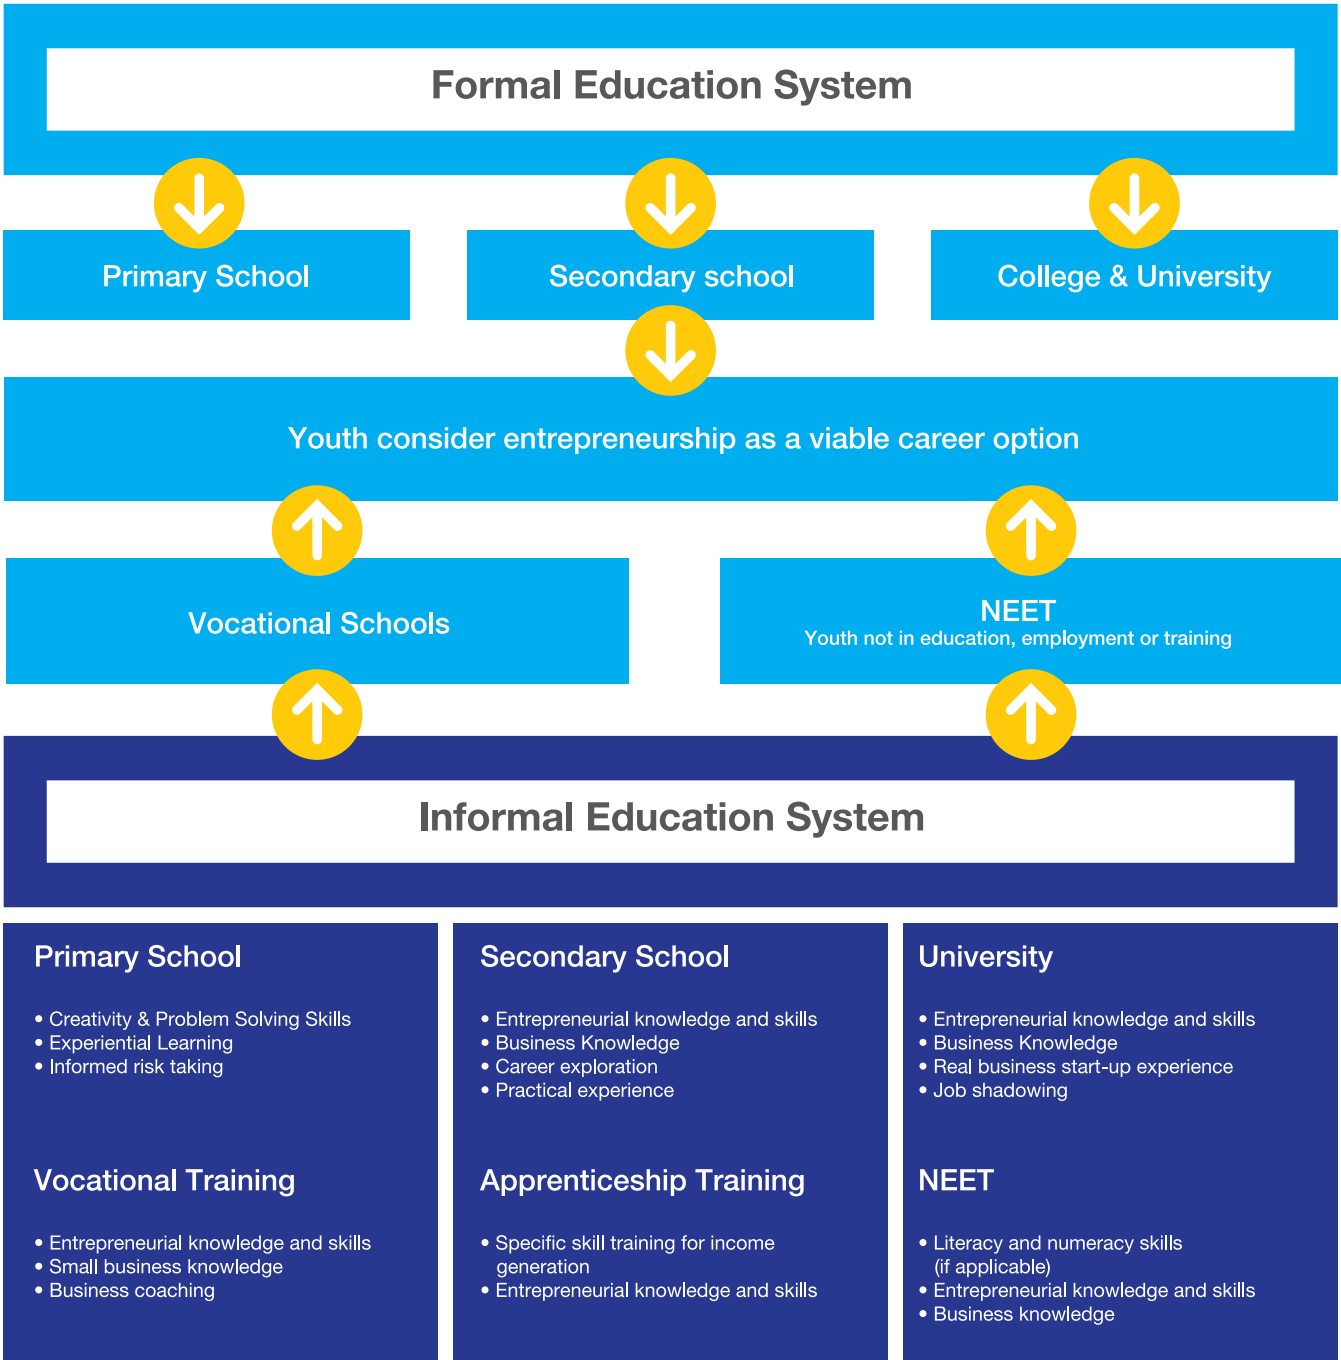 Formal Education System
Primary School
Secondary school
College & University
Youth consider entrepreneurship as a viable career option
Vocational Schools
NEET
Youth not in education, employment or training
Informal Education System
Primary School
• Creativity & Problem Solving Skills
• Experiential Learning
• Informed risk taking
Secondary School
• Entrepreneurial knowledge and skills
• Business Knowledge
• Career exploration
• Practical experience
University
• Entrepreneurial knowledge and skills
• Business Knowledge
• Real business start-up experience
• Job shadowing
Vocational Training
• Entrepreneurial knowledge and skills
• Small business knowledge
• Business coaching
Apprenticeship Training
• Specific skill training for income
generation
• Entrepreneurial knowledge and skills
NEET
• Literacy and numeracy skills
(if applicable)
• Entrepreneurial knowledge and skills
• Business knowledge